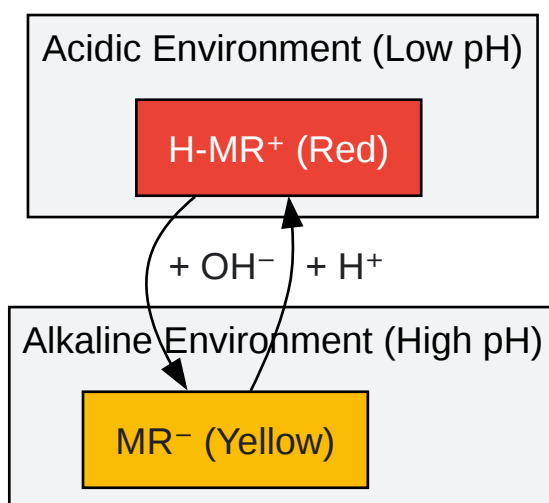 Acidic Environment (Low pH)
H-MR⁺ (Red)
+ OH⁻
+ H⁺
Alkaline Environment (High pH)
MR⁻ (Yellow)